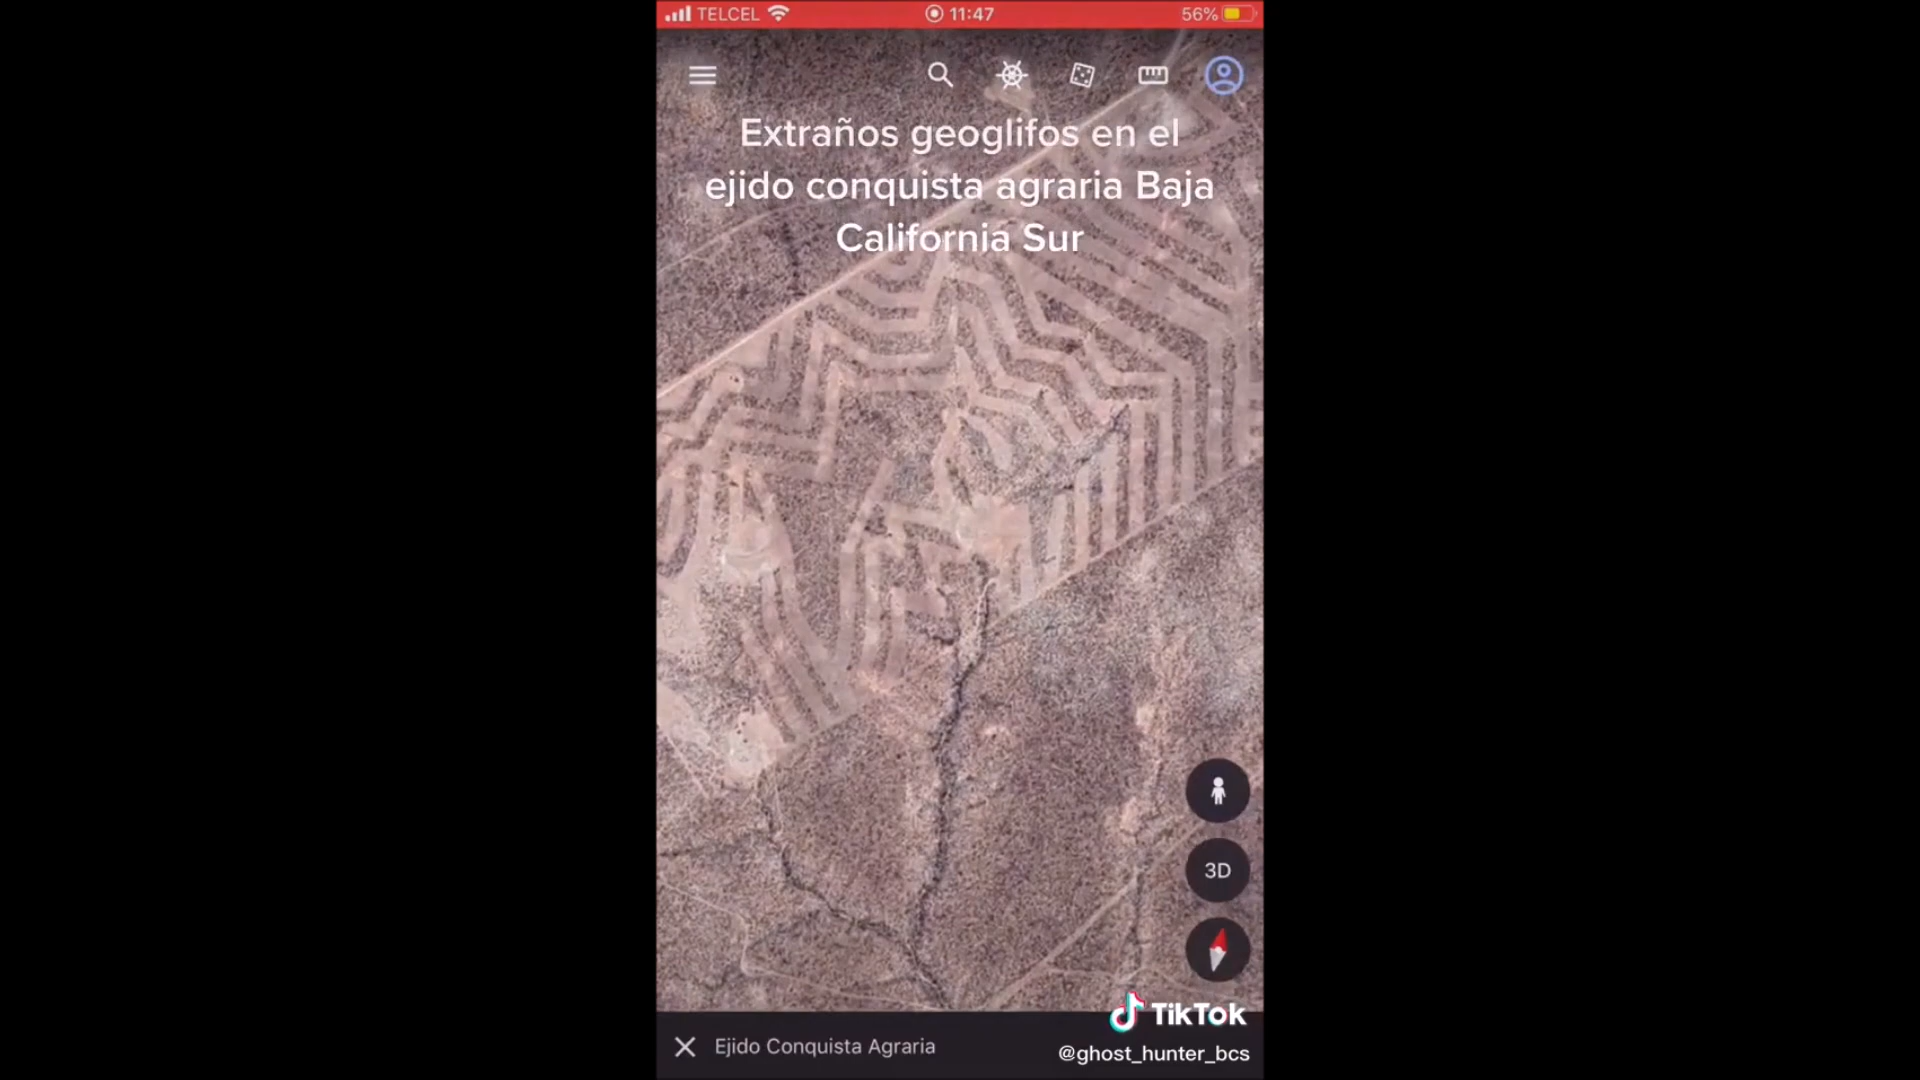 TELCEL 11:47 56%
Extraños geoglifos en el
ejido conquista agraria Baja
California Sur
3D
TikTok
Ejido Conquista Agraria
@ghost_hunter_bcs